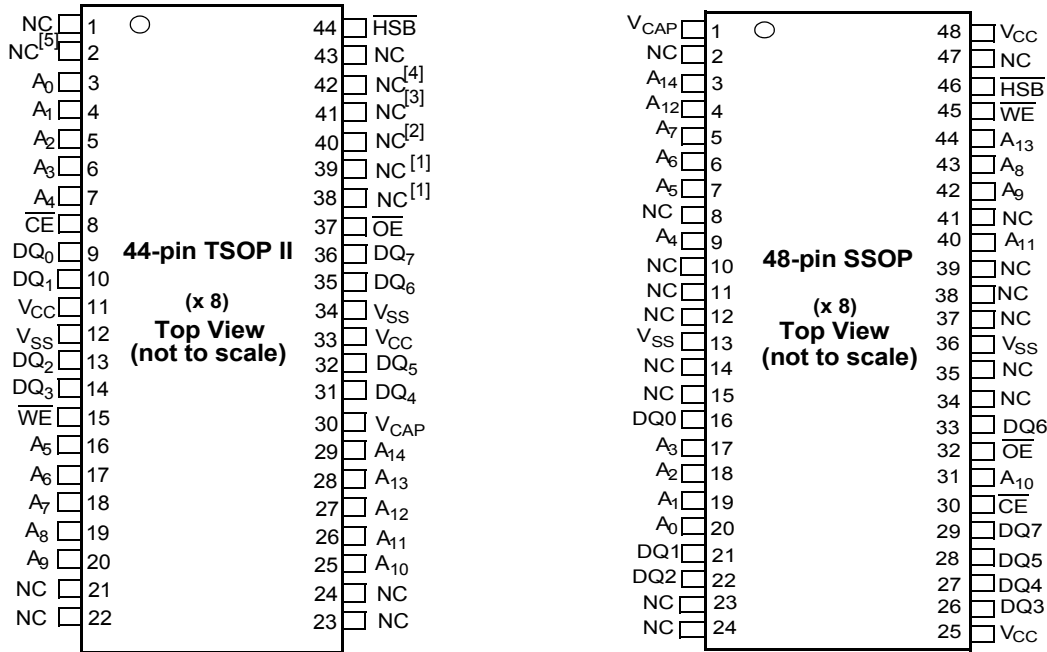 NC 1 44 H̅S̅B̅
NC[5] 2 43 NC
A0 3 42 NC[4]
A1 4 41 NC[3]
A2 5 40 NC[2]
A3 6 39 NC [1]
A4 7 38 NC[1]
C̅E̅ 8 37 O̅E̅
DQ0 9 36 DQ7
DQ1 10 35 DQ6
VCC 11 34 VSS
VSS 12 33 VCC
DQ2 13 32 DQ5
DQ3 14 31 DQ4
W̅E̅ 15 30 VCAP
A5 16 29 A14
A6 17 28 A13
A7 18 27 A12
A8 19 26 A11
A9 20 25 A10
NC 21 24 NC
NC 22 23 NC
44-pin TSOP II
(x 8)
Top View
(not to scale)
VCAP 1 48 VCC
NC 2 47 NC
A14 3 46 H̅S̅B̅
A12 4 45 W̅E̅
A7 5 44 A13
A6 6 43 A8
A5 7 42 A9
NC 8 41 NC
A4 9 40 A11
NC 10 39 NC
NC 11 38 NC
NC 12 37 NC
VSS 13 36 VSS
NC 14 35 NC
NC 15 34 NC
DQ0 16 33 DQ6
A3 17 32 O̅E̅
A2 18 31 A10
A1 19 30 C̅E̅
A0 20 29 DQ7
DQ1 21 28 DQ5
DQ2 22 27 DQ4
NC 23 26 DQ3
NC 24 25 VCC
48-pin SSOP
(x 8)
Top View
(not to scale)